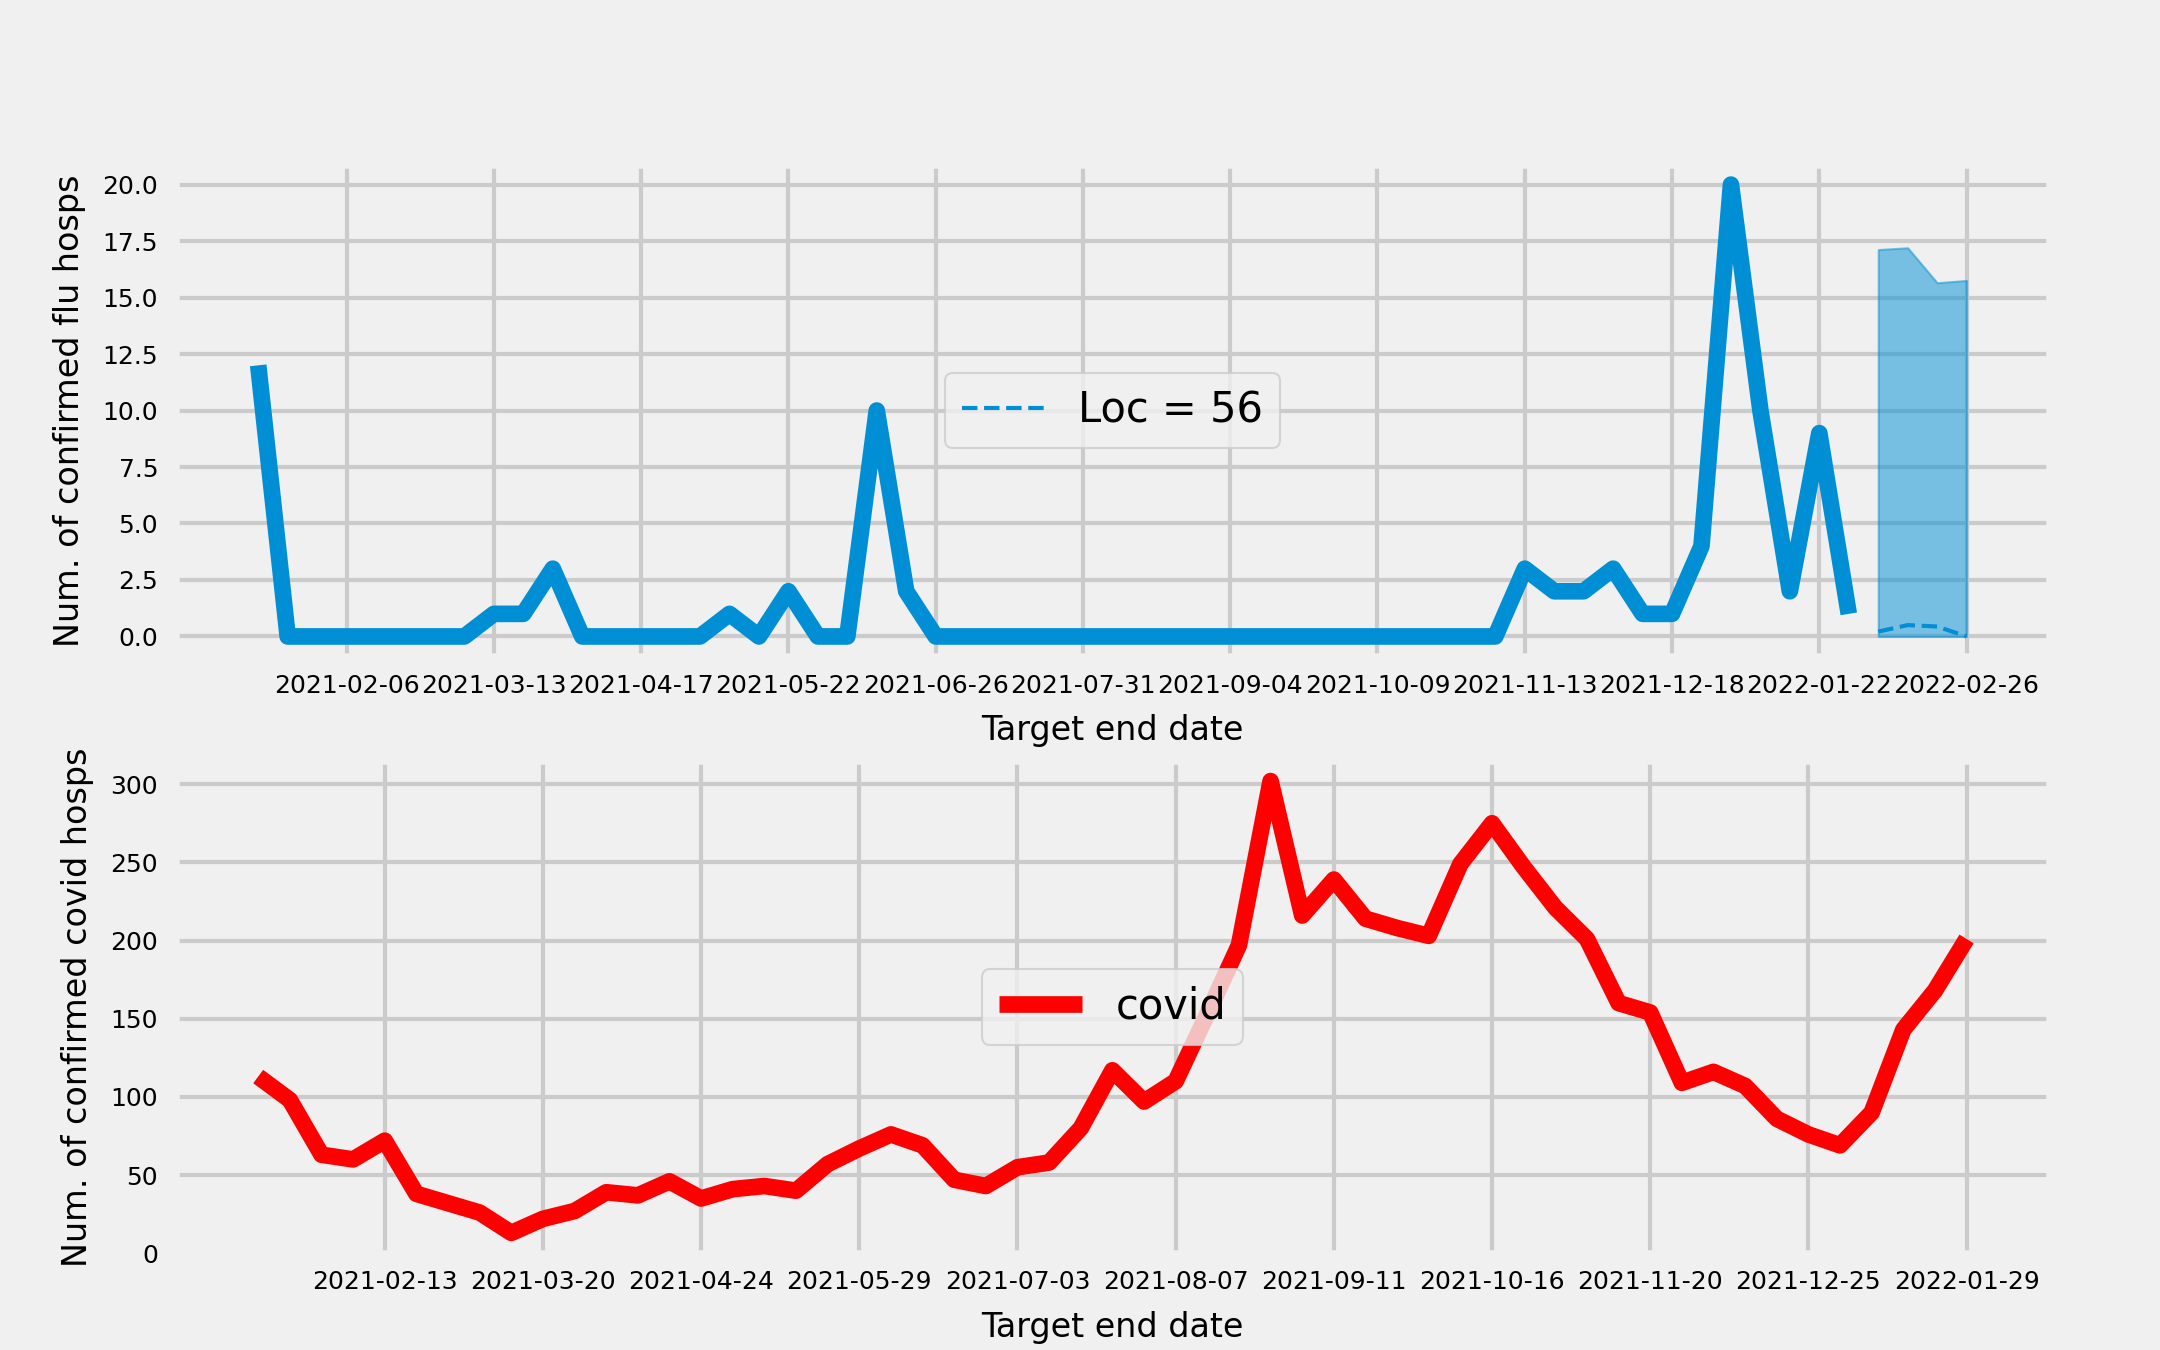 Num. of confirmed flu hosps
20.0
17.5
15.0
12.5
10.0
7.5
5.0
2.5
0.0
Loc = 56
2021-02-06 2021-03-13 2021-04-17 2021-05-22 2021-06-26 2021-07-31 2021-09-04 2021-10-09 2021-11-13 2021-12-18 2022-01-22 2022-02-26
Target end date
Num. of confirmed covid hosps
300
250
200
150
100
50
0
covid
2021-02-13 2021-03-20 2021-04-24 2021-05-29 2021-07-03 2021-08-07 2021-09-11 2021-10-16 2021-11-20 2021-12-25 2022-01-29
Target end date